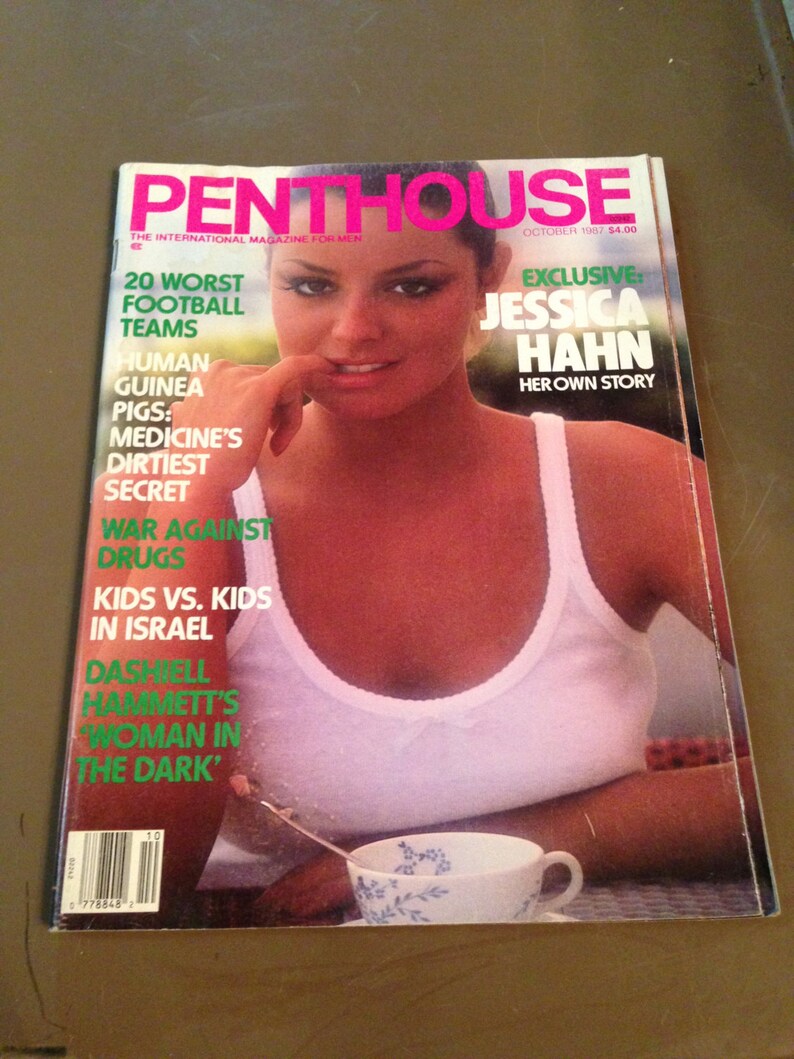 PENTHOUSE
THE INTERNATIONAL MAGAZINE FOR MEN
OCTOBER 1987 $4.00
20 WORST
FOOTBALL
TEAMS
HUMAN
GUINEA
PIGS:
MEDICINE'S
DIRTIEST
SECRET
WAR AGAINST
DRUGS
KIDS VS. KIDS
IN ISRAEL
DASHIELL
HAMMETT'S
'WOMAN IN
THE DARK'
EXCLUSIVE:
JESSICA
HAHN
HER OWN STORY
10
02242
0 778848 2